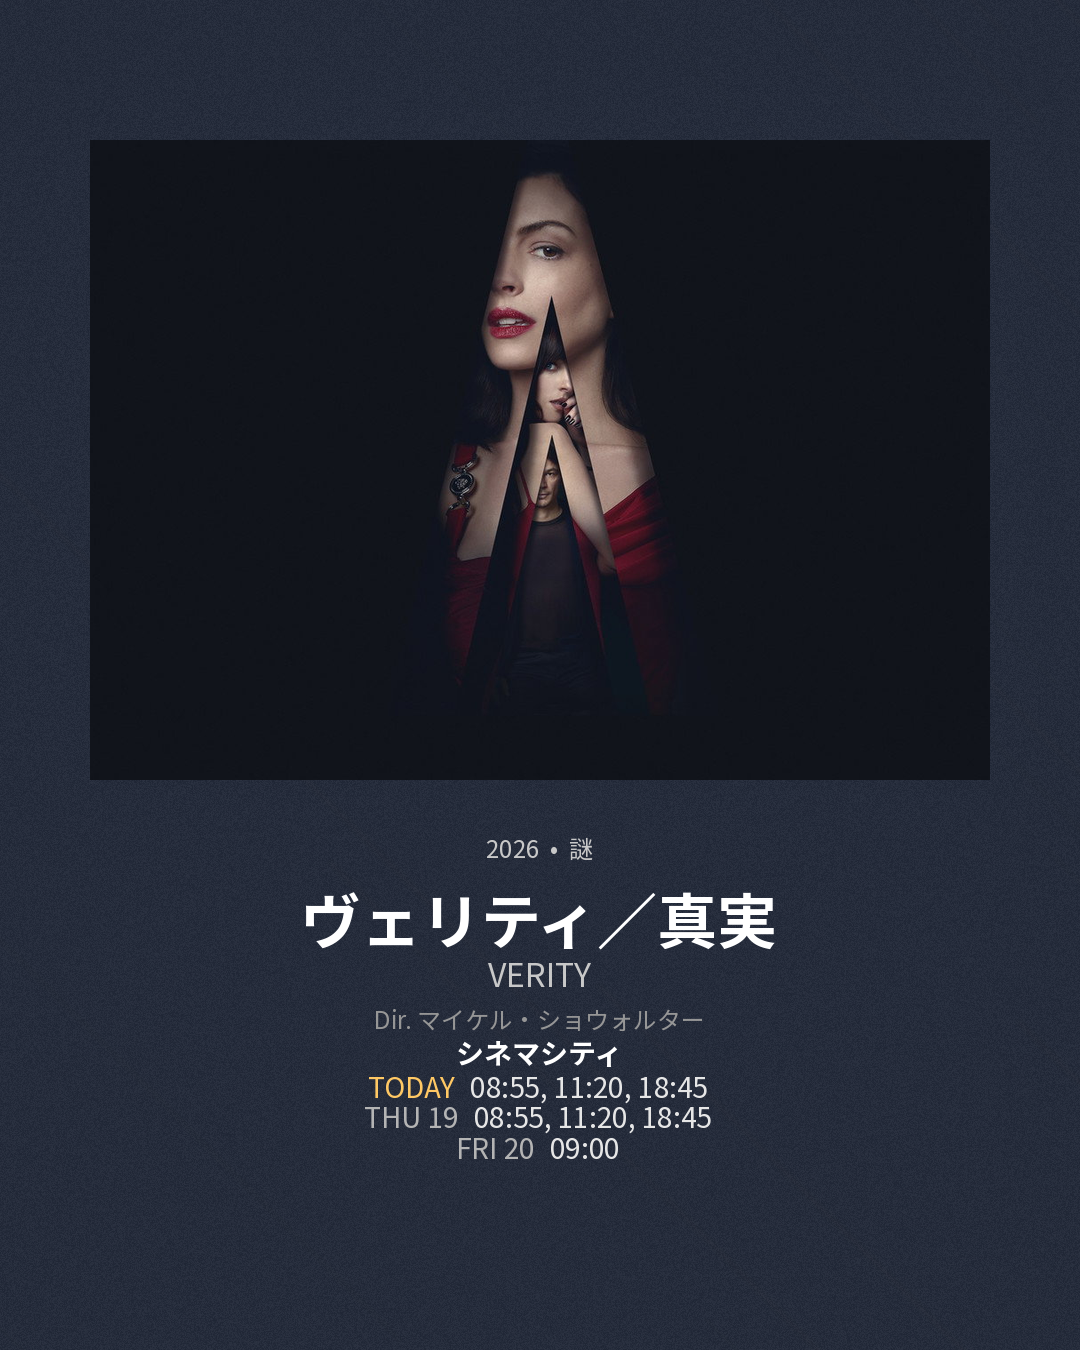 2026 • 謎
ヴェリティ／真実
VERITY
Dir. マイケル・ショウォルター
シネマシティ
TODAY 08:55, 11:20, 18:45
THU 19 08:55, 11:20, 18:45
FRI 20 09:00